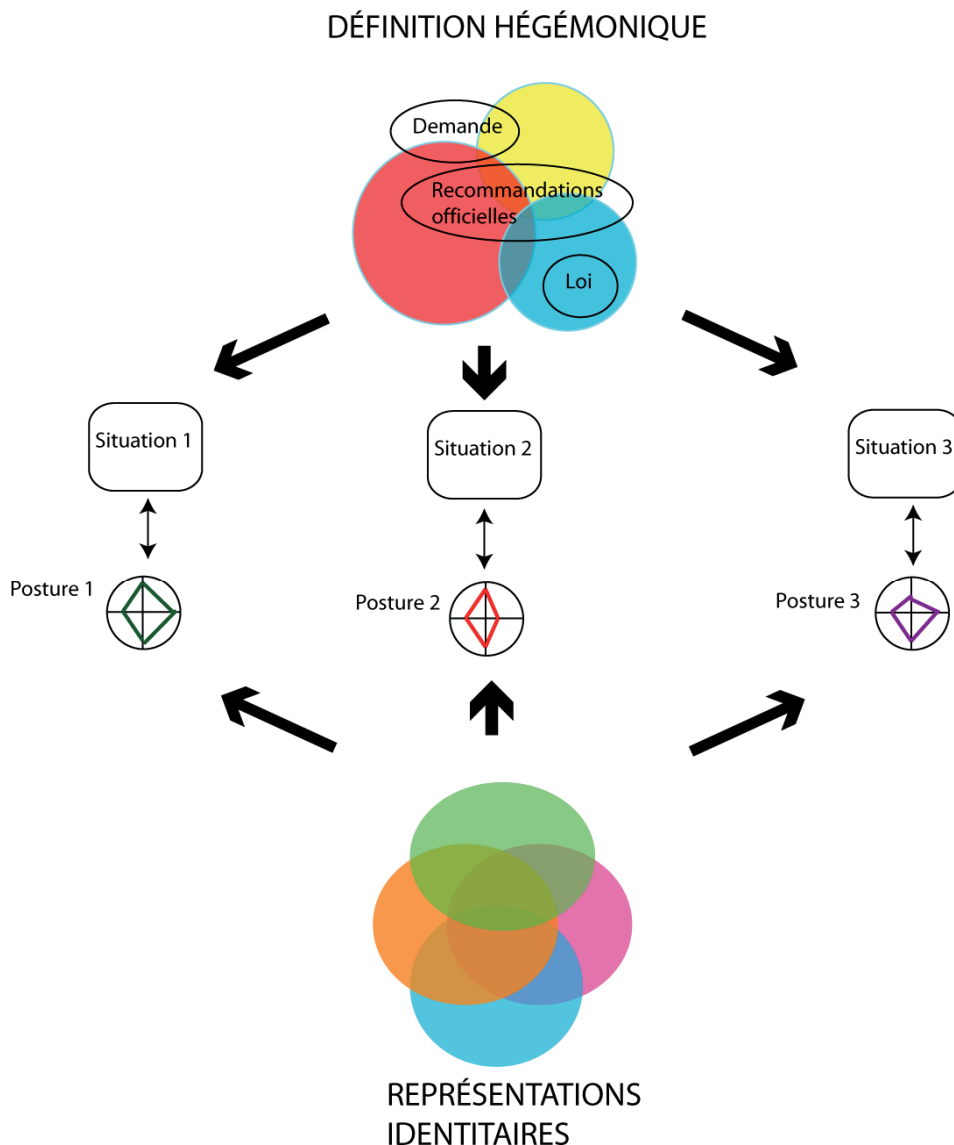 DÉFINITION HÉGÉMONIQUE
Demande
Recommandations
officielles
Loi
Situation 1
Situation 2
Situation 3
Posture 1
Posture 2
Posture 3
REPRÉSENTATIONS
IDENTITAIRES